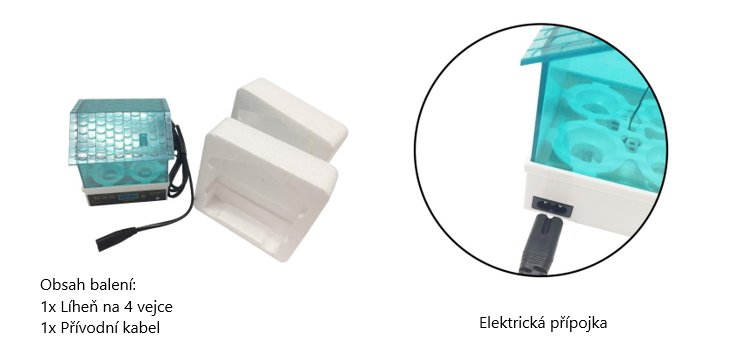 Obsah balení:
1x Líheň na 4 vejce
1x Přívodní kabel
Elektrická přípojka